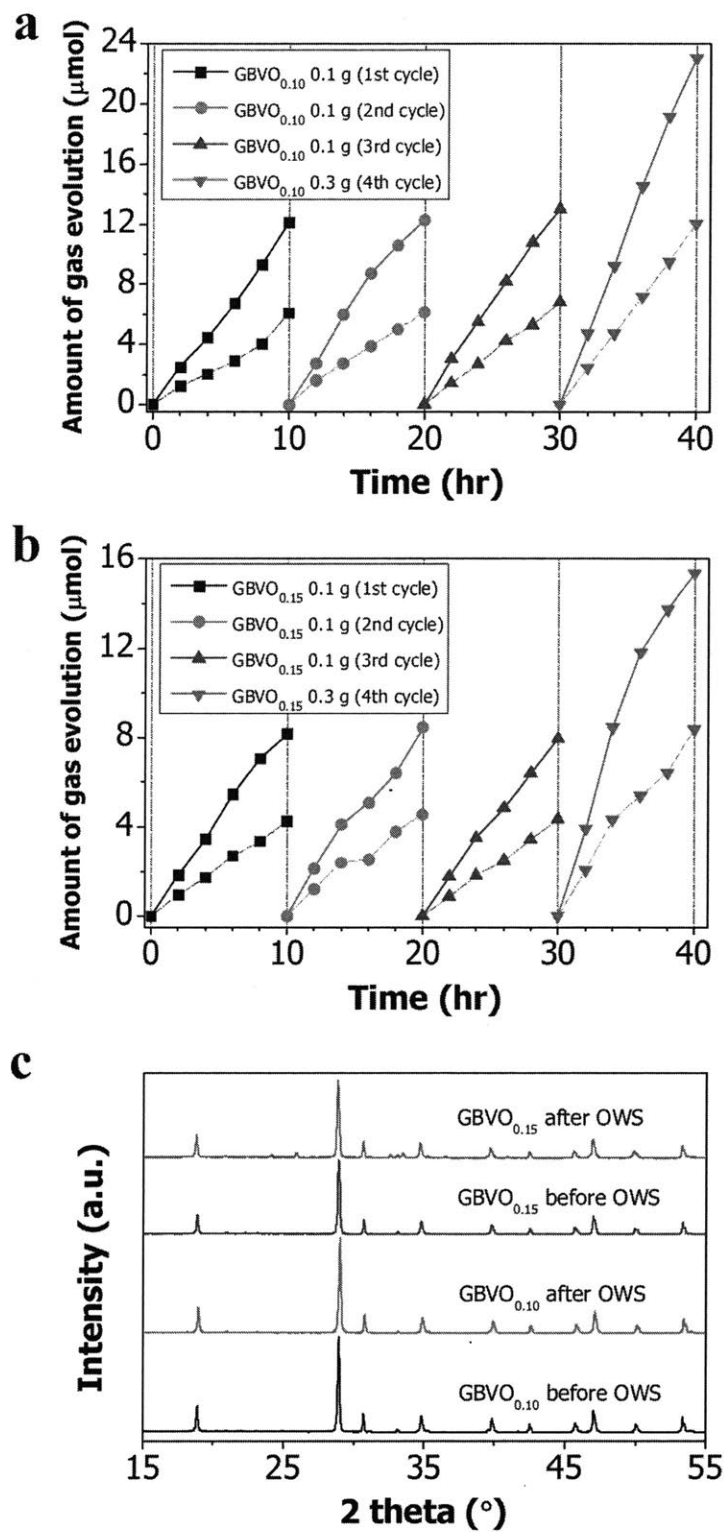 a
Amount of gas evolution (μmol)
24
20
16
12
8
4
0
GBVO0.10 0.1 g (1st cycle)
GBVO0.10 0.1 g (2nd cycle)
GBVO0.10 0.1 g (3rd cycle)
GBVO0.10 0.3 g (4th cycle)
0 10 20 30 40
Time (hr)
b
Amount of gas evolution (μmol)
16
12
8
4
0
GBVO0.15 0.1 g (1st cycle)
GBVO0.15 0.1 g (2nd cycle)
GBVO0.15 0.1 g (3rd cycle)
GBVO0.15 0.3 g (4th cycle)
0 10 20 30 40
Time (hr)
c
Intensity (a.u.)
GBVO0.15 after OWS
GBVO0.15 before OWS
GBVO0.10 after OWS
GBVO0.10 before OWS
15 25 35 45 55
2 theta (°)